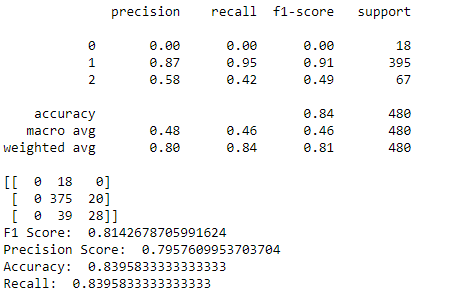 precision recall f1-score support
0 0.00 0.00 0.00 18
1 0.87 0.95 0.91 395
2 0.58 0.42 0.49 67
accuracy 0.84 480
macro avg 0.48 0.46 0.46 480
weighted avg 0.80 0.84 0.81 480
[[ 0 18 0]
[ 0 375 20]
[ 0 39 28]]
F1 Score: 0.8142678705991624
Precision Score: 0.7957609953703704
Accuracy: 0.8395833333333333
Recall: 0.8395833333333333